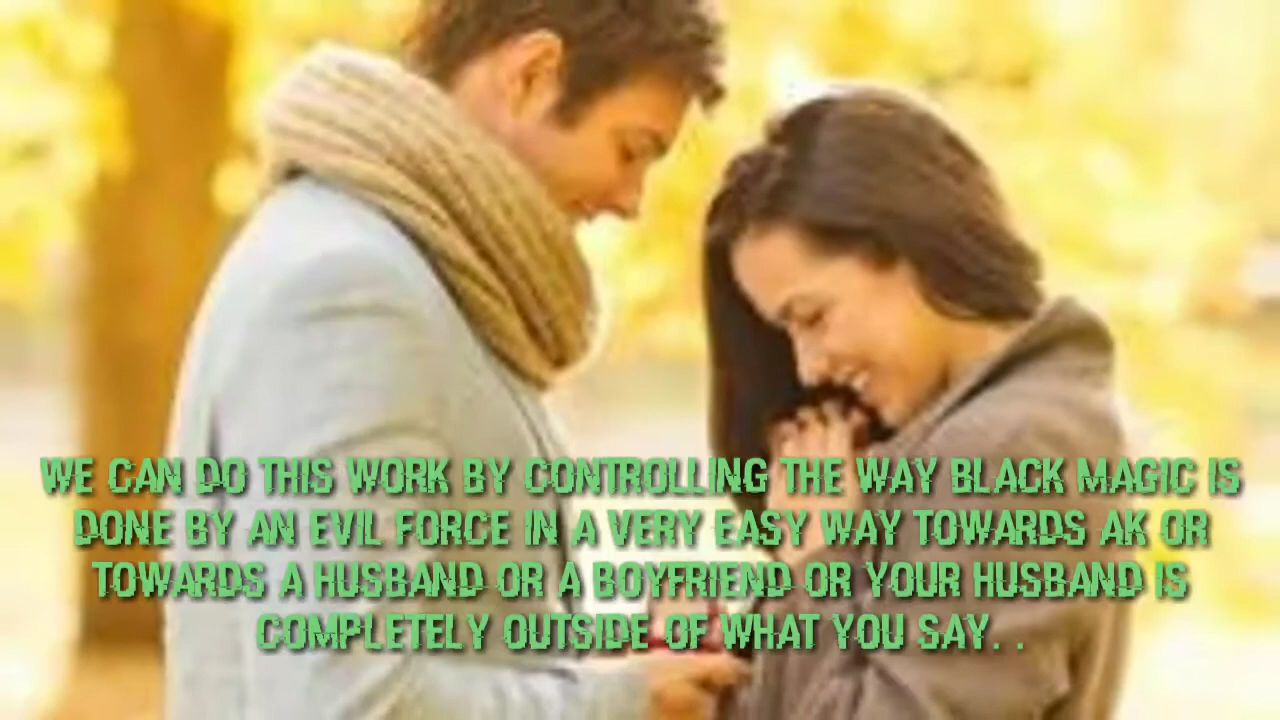 WE CAN DO THIS WORK BY CONTROLLING THE WAY BLACK MAGIC IS
DONE BY AN EVIL FORCE IN A VERY EASY WAY TOWARDS AK OR
TOWARDS A HUSBAND OR A BOYFRIEND OR YOUR HUSBAND IS
COMPLETELY OUTSIDE OF WHAT YOU SAY. .